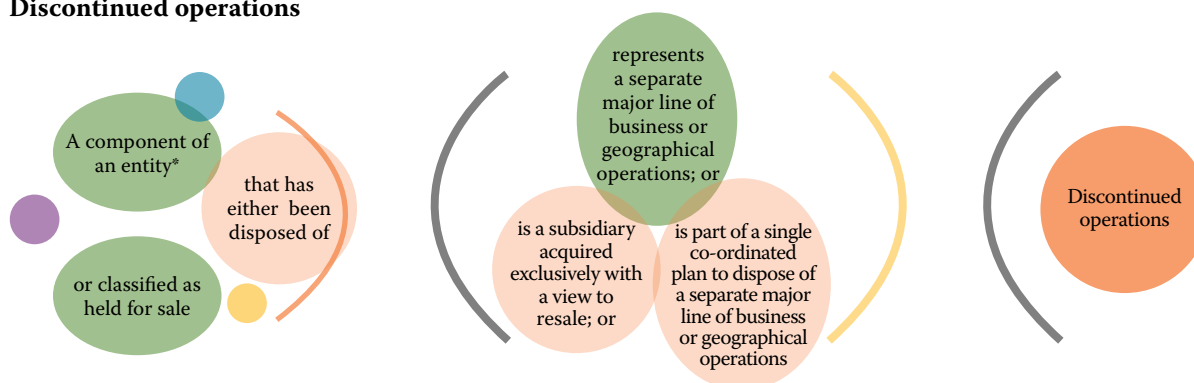 Discontinued operations
A component of
an entity*
that has
either been
disposed of
or classified as
held for sale
represents
a separate
major line of
business or
geographical
operations; or
is a subsidiary
acquired
exclusively with
a view to
resale; or
is part of a single
co-ordinated
plan to dispose of
a separate major
line of business
or geographical
operations
Discontinued
operations